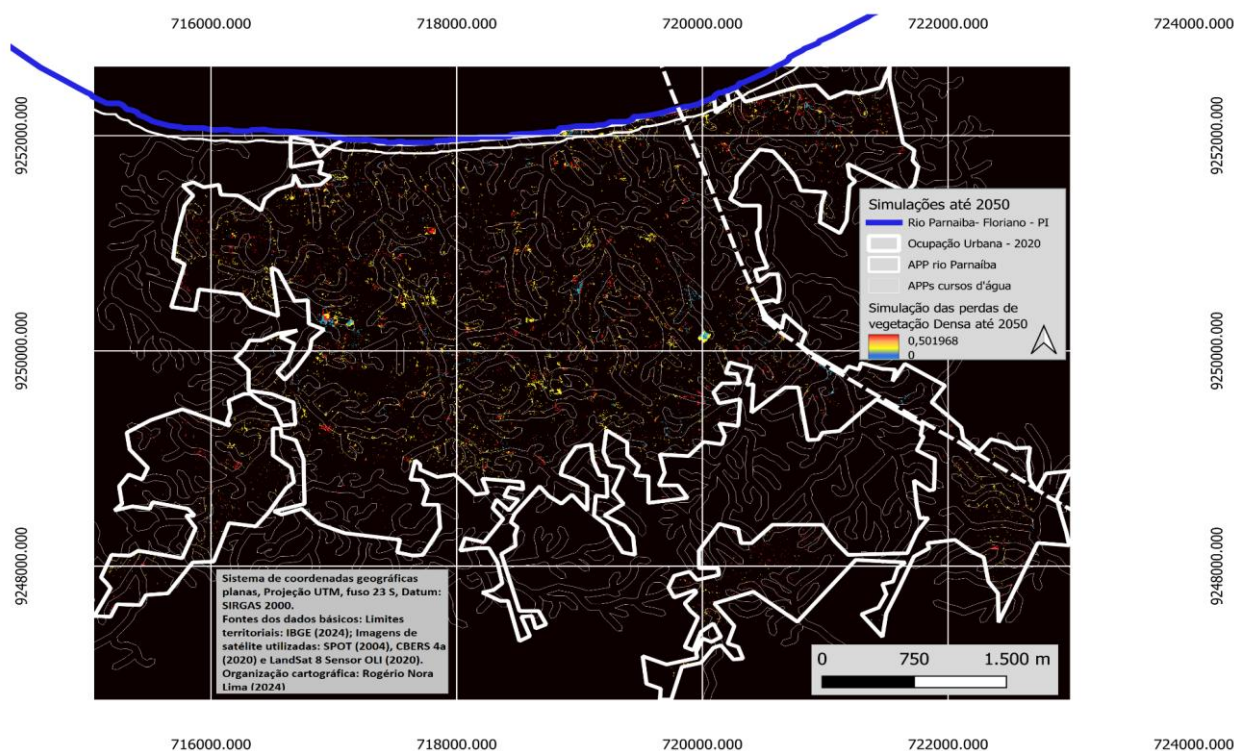 716000.000 718000.000 720000.000 722000.000 724000.000
9252000.000 9252000.000
Simulações até 2050
Rio Parnaiba- Floriano - PI
Ocupação Urbana - 2020
APP rio Parnaíba
APPs cursos d'água
Simulação das perdas de
vegetação Densa até 2050
0,501968
0
9250000.000 9250000.000
9248000.000 9248000.000
Sistema de coordenadas geográficas
planas, Projeção UTM, fuso 23 S, Datum:
SIRGAS 2000.
Fontes dos dados básicos: Limites
territoriais: IBGE (2024); Imagens de
satélite utilizadas: SPOT (2004), CBERS 4a
(2020) e LandSat 8 Sensor OLI (2020).
Organização cartográfica: Rogério Nora
Lima (2024)
0 750 1.500 m
716000.000 718000.000 720000.000 722000.000 724000.000